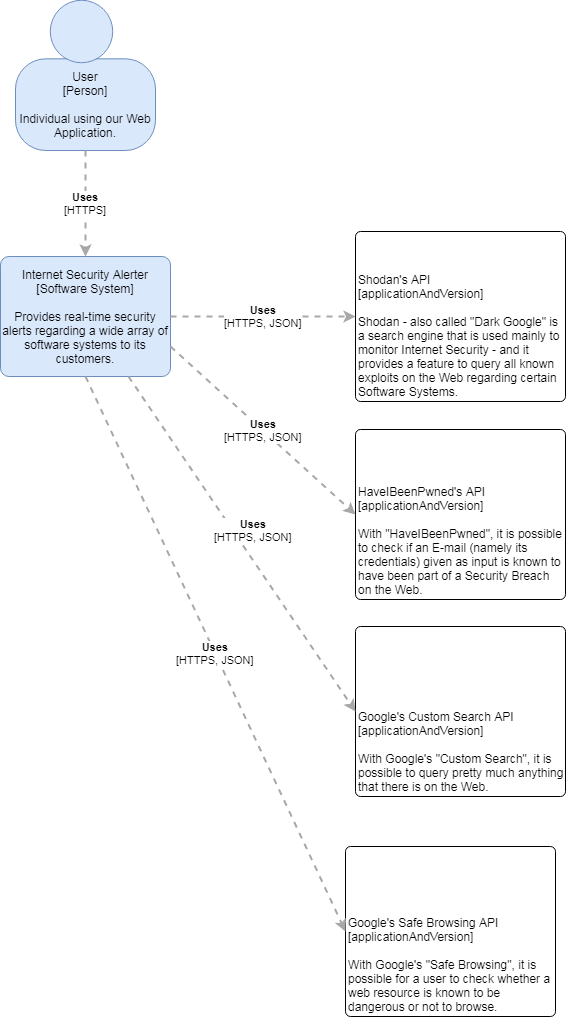 User
[Person]
Individual using our Web
Application.
Uses
[HTTPS]
Internet Security Alerter
[Software System]
Provides real-time security
alerts regarding a wide array of
software systems to its
customers.
Uses
[HTTPS, JSON]
Shodan's API
[applicationAndVersion]
Shodan - also called "Dark Google" is
a search engine that is used mainly to
monitor Internet Security - and it
provides a feature to query all known
exploits on the Web regarding certain
Software Systems.
Uses
[HTTPS, JSON]
HaveIBeenPwned's API
[applicationAndVersion]
With "HaveIBeenPwned", it is possible
to check if an E-mail (namely its
credentials) given as input is known to
have been part of a Security Breach
on the Web.
Uses
[HTTPS, JSON]
Google's Custom Search API
[applicationAndVersion]
With Google's "Custom Search", it is
possible to query pretty much anything
that there is on the Web.
Uses
[HTTPS, JSON]
Google's Safe Browsing API
[applicationAndVersion]
With Google's "Safe Browsing", it is
possible for a user to check whether a
web resource is known to be
dangerous or not to browse.